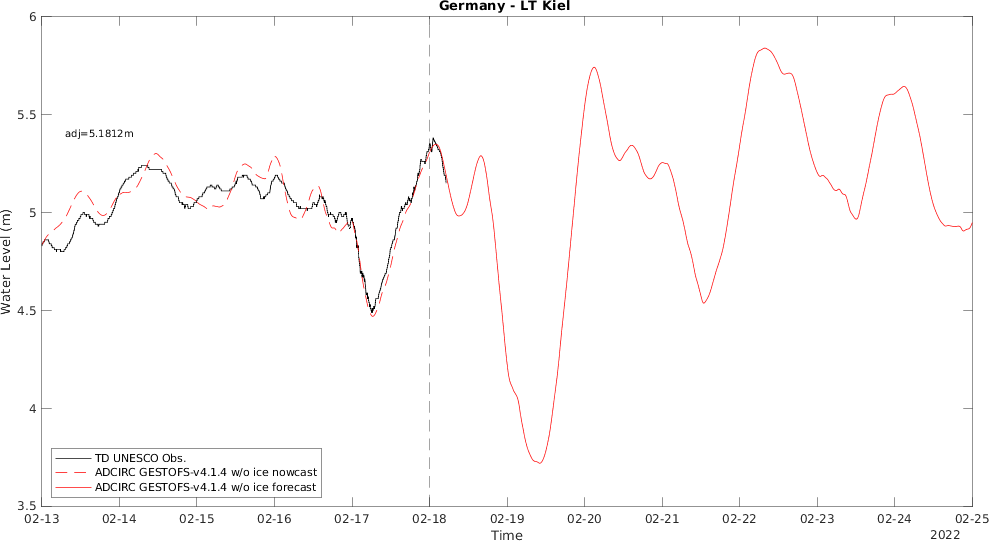 Germany - LT Kiel
6
5.5
5
4.5
4
3.5
Water Level (m)
adj=5.1812m
TD UNESCO Obs.
ADCIRC GESTOFS-v4.1.4 w/o ice nowcast
ADCIRC GESTOFS-v4.1.4 w/o ice forecast
02-13 02-14 02-15 02-16 02-17 02-18 02-19 02-20 02-21 02-22 02-23 02-24 02-25
Time
2022